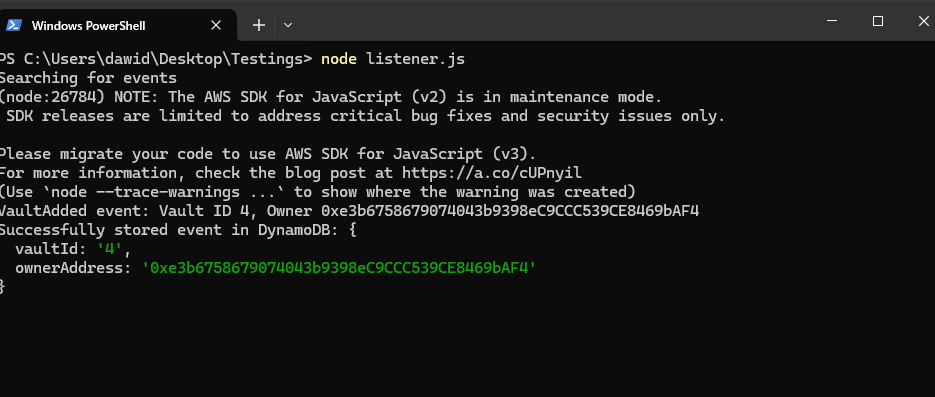 Windows PowerShell
PS C:\Users\dawid\Desktop\Testings> node listener.js
Searching for events
(node:26784) NOTE: The AWS SDK for JavaScript (v2) is in maintenance mode.
SDK releases are limited to address critical bug fixes and security issues only.
Please migrate your code to use AWS SDK for JavaScript (v3).
For more information, check the blog post at https://a.co/cUPnyil
(Use `node --trace-warnings ...` to show where the warning was created)
VaultAdded event: Vault ID 4, Owner 0xe3b6758679074043b9398eC9CCC539CE8469bAF4
Successfully stored event in DynamoDB: {
vaultId: '4',
ownerAddress: '0xe3b6758679074043b9398eC9CCC539CE8469bAF4'
}